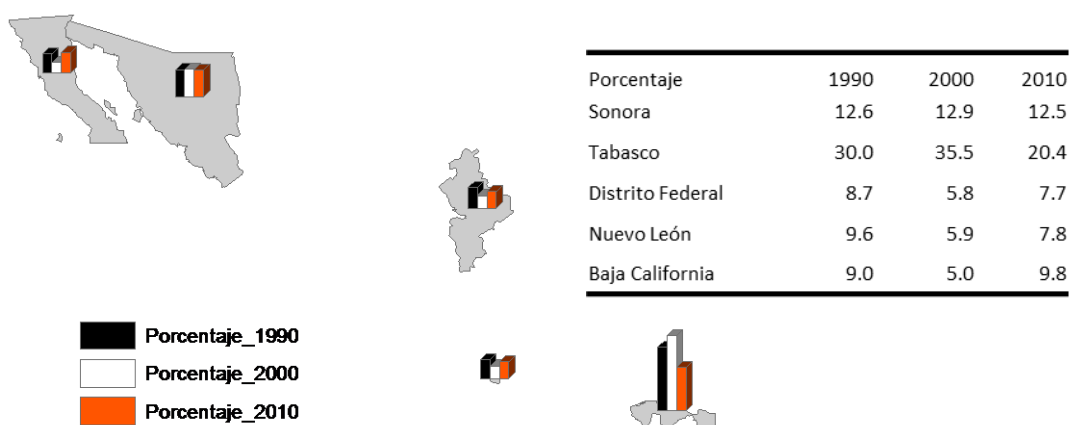 Porcentaje 1990 2000 2010
Sonora 12.6 12.9 12.5
Tabasco 30.0 35.5 20.4
Distrito Federal 8.7 5.8 7.7
Nuevo León 9.6 5.9 7.8
Baja California 9.0 5.0 9.8
Porcentaje_1990
Porcentaje_2000
Porcentaje_2010